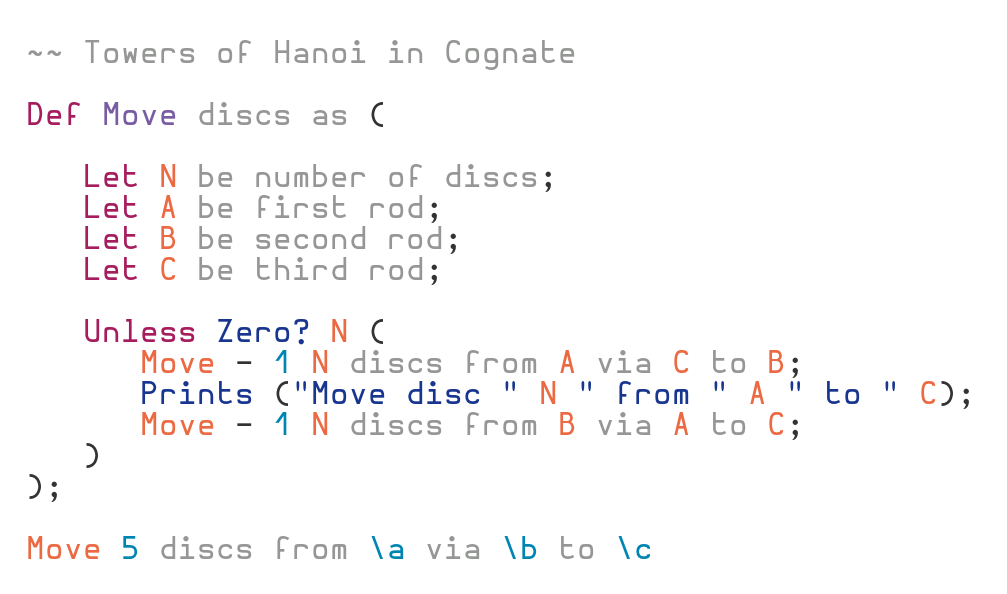 ~~ Towers of Hanoi in Cognate
Def Move discs as (
Let N be number of discs;
Let A be first rod;
Let B be second rod;
Let C be third rod;
Unless Zero? N (
Move - 1 N discs from A via C to B;
Prints ("Move disc " N " from " A " to " C);
Move - 1 N discs from B via A to C;
)
);
Move 5 discs from \a via \b to \c